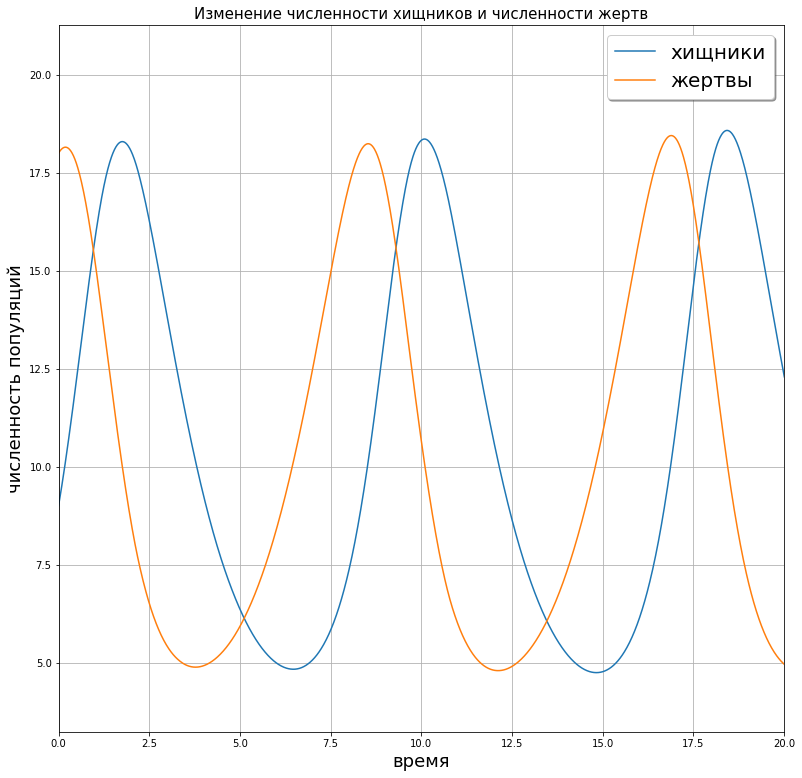 Изменение численности хищников и численности жертв
хищники
жертвы
численность популяций
20.0
17.5
15.0
12.5
10.0
7.5
5.0
0.0 2.5 5.0 7.5 10.0 12.5 15.0 17.5 20.0
время